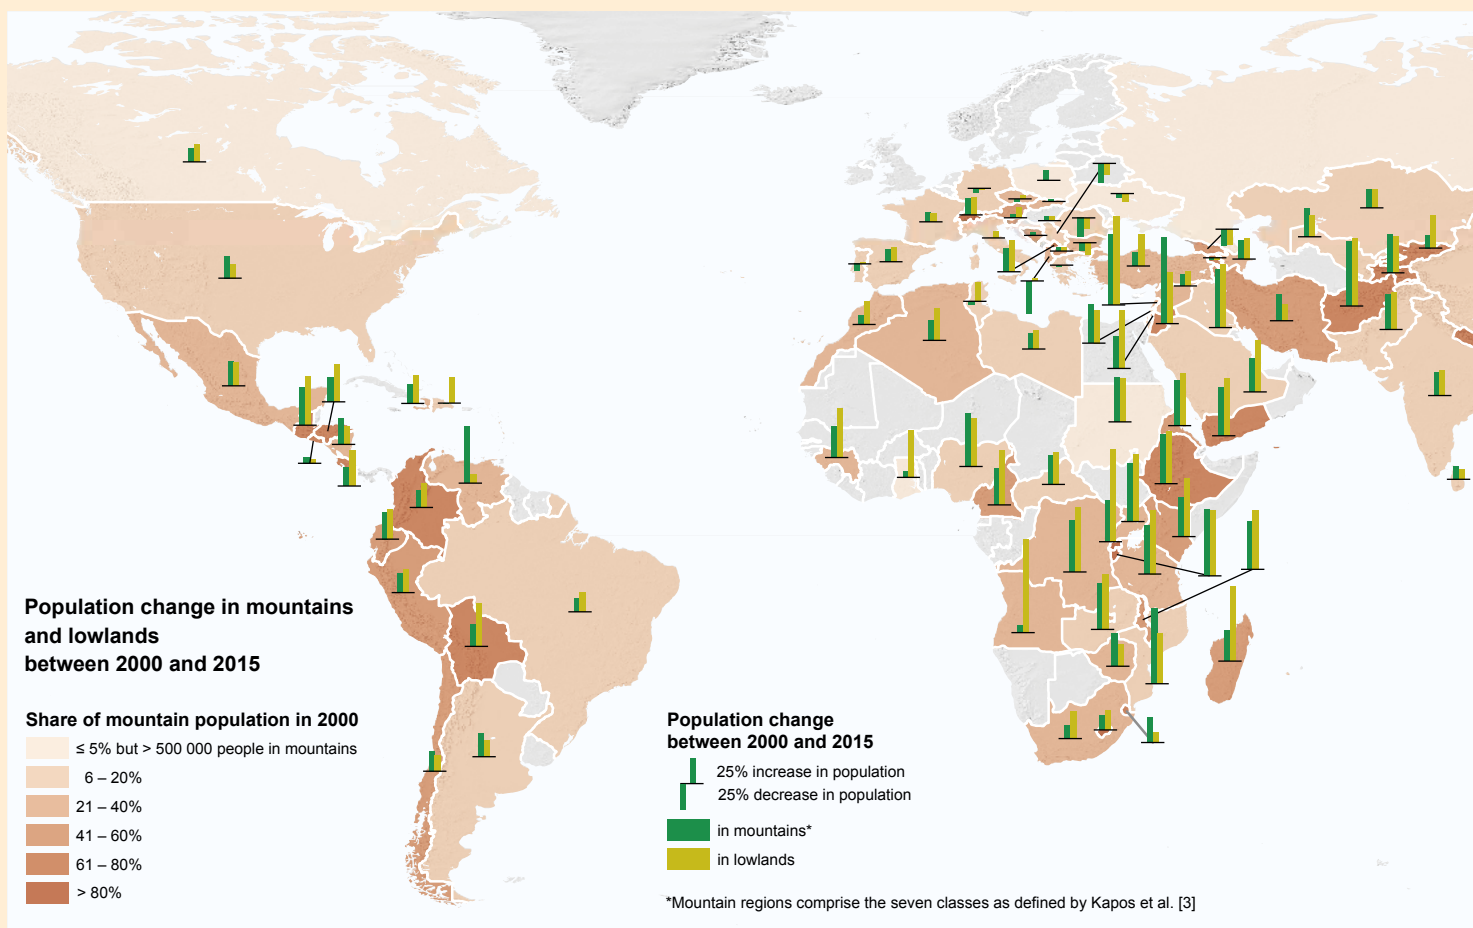 Population change in mountains
and lowlands
between 2000 and 2015
Share of mountain population in 2000
≤ 5% but > 500 000 people in mountains
6 – 20%
21 – 40%
41 – 60%
61 – 80%
> 80%
Population change
between 2000 and 2015
25% increase in population
25% decrease in population
in mountains*
in lowlands
*Mountain regions comprise the seven classes as defined by Kapos et al. [3]